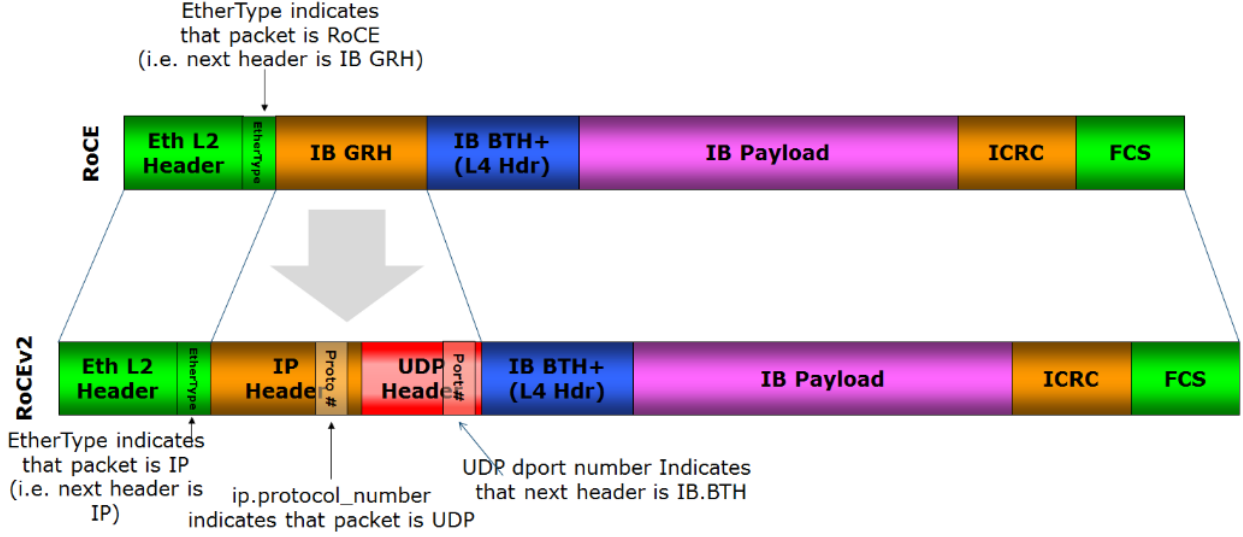 EtherType indicates
that packet is RoCE
(i.e. next header is IB GRH)
RoCE
Eth L2
Header
EtherType
IB GRH
IB BTH+
(L4 Hdr)
IB Payload
ICRC
FCS
RoCEv2
Eth L2
Header
EtherType
IP
Header
Proto #
UDP
Header
Port #
IB BTH+
(L4 Hdr)
IB Payload
ICRC
FCS
EtherType indicates
that packet is IP
(i.e. next header is
IP)
ip.protocol_number
indicates that packet is UDP
UDP dport number Indicates
that next header is IB.BTH